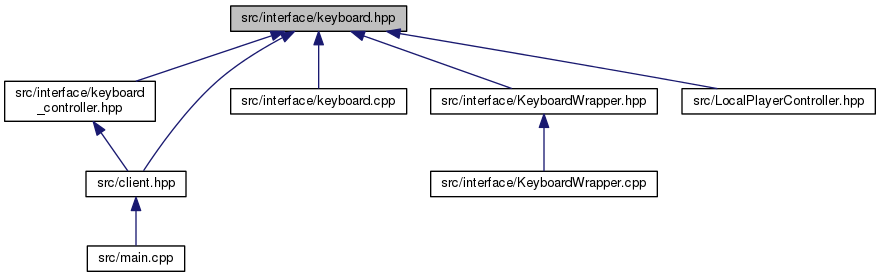 src/interface/keyboard.hpp
src/interface/keyboard
_controller.hpp
src/interface/keyboard.cpp
src/interface/KeyboardWrapper.hpp
src/LocalPlayerController.hpp
src/client.hpp
src/interface/KeyboardWrapper.cpp
src/main.cpp